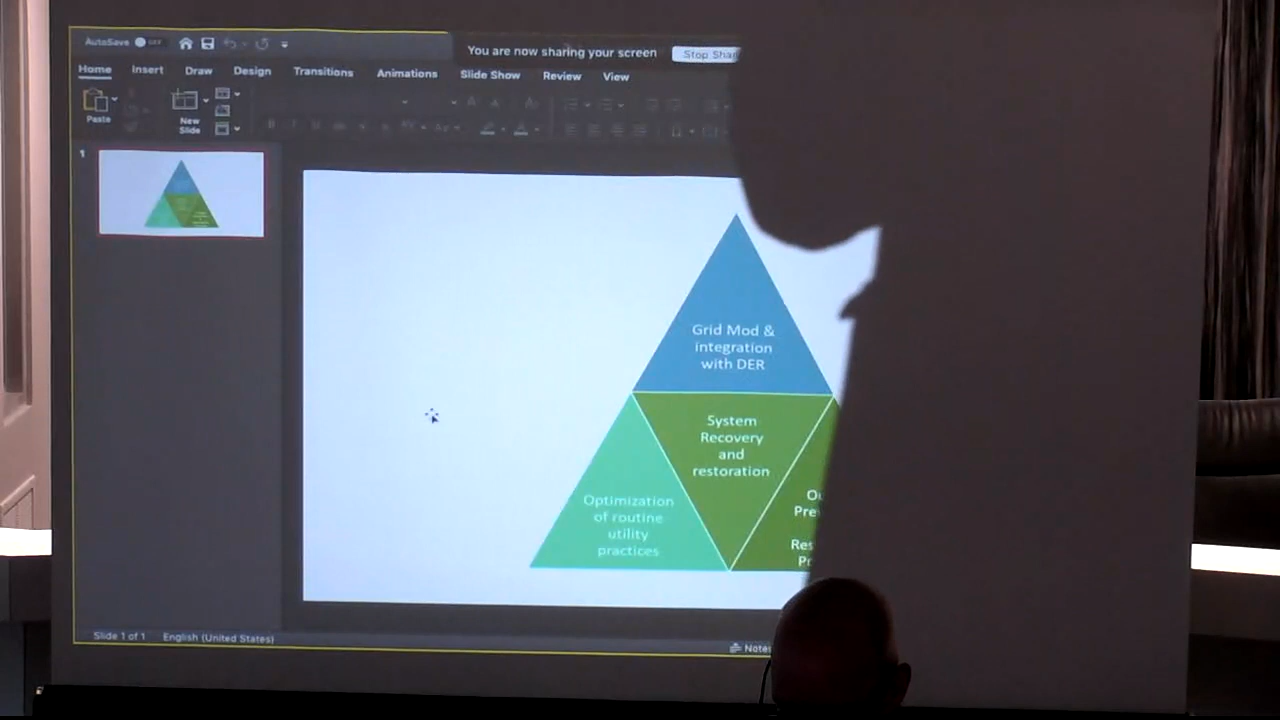 AutoSave OFF
You are now sharing your screen
Home Insert Draw Design Transitions Animations Slide Show Review View
Paste
New
Slide
1
Grid Mod &
integration
with DER
System
Recovery
and
restoration
Optimization
of routine
utility
practices
Slide 1 of 1 English (United States)
Notes